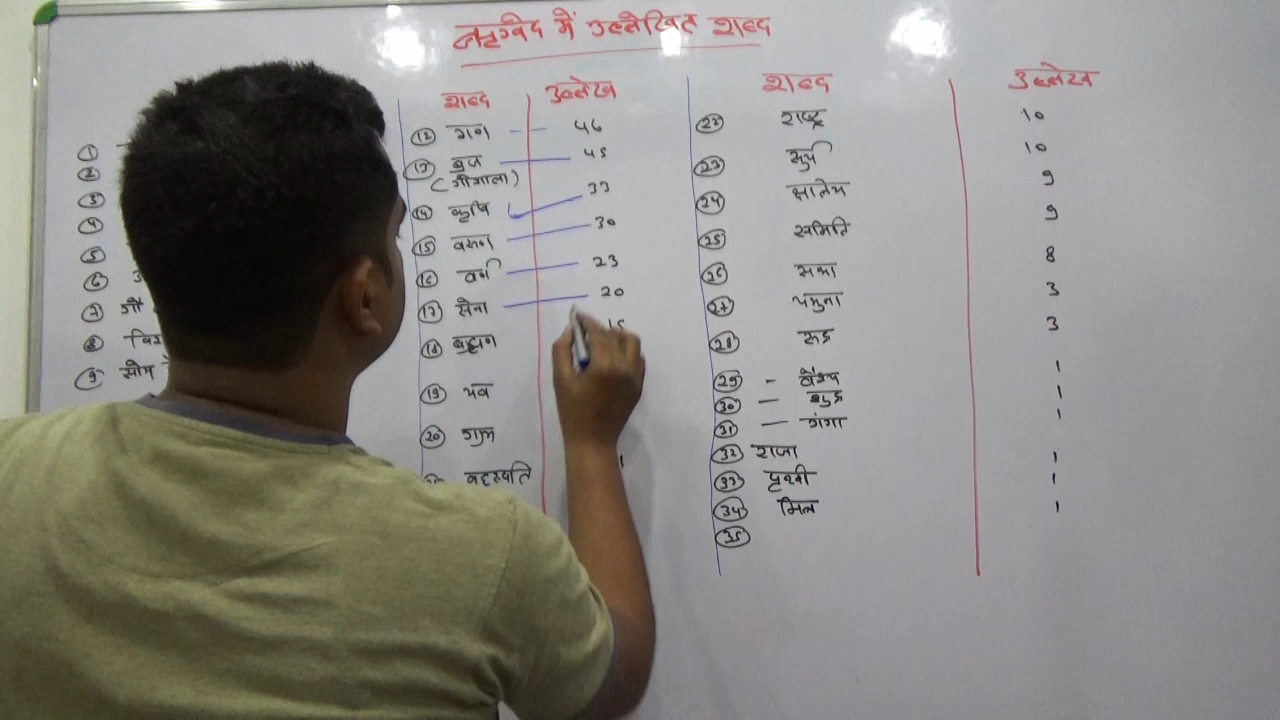 ऋग्वेद में उल्लेखित शब्द
शब्द उल्लेख शब्द उल्लेख
1
2
3
4
5
6
7 गौ
8
9 सोम
12 गण - - 46
13 ब्रज — 45
(गौशाला)
14 कृषि 33
15 वरुण — 30
16 वर्ण — 23
17 सेना — 20
18 ब्राह्मण 15
19
20 ग्राम
वृहस्पति
22 राष्ट्र 10
23 सूर्य 10
24 9
25 समिति 9
26 सभा 8
27 यमुना 3
28 रुद्र 3
29 - वैश्य 1
30 — शुद्र 1
31 — गंगा 1
32 राजा 1
33 पृथ्वी 1
34 1
35